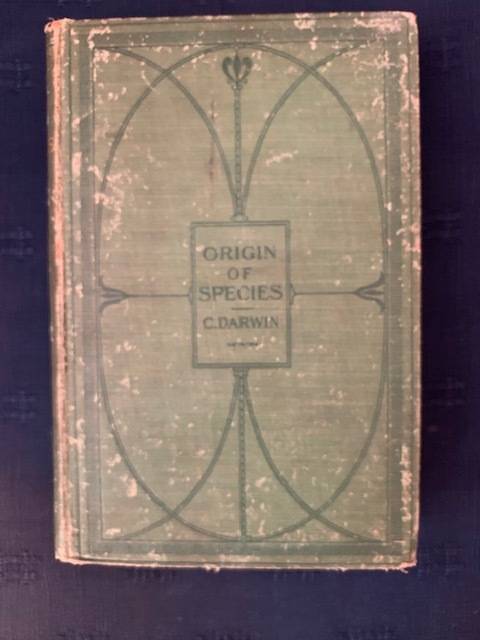 ORIGIN
OF
SPECIES
C. DARWIN